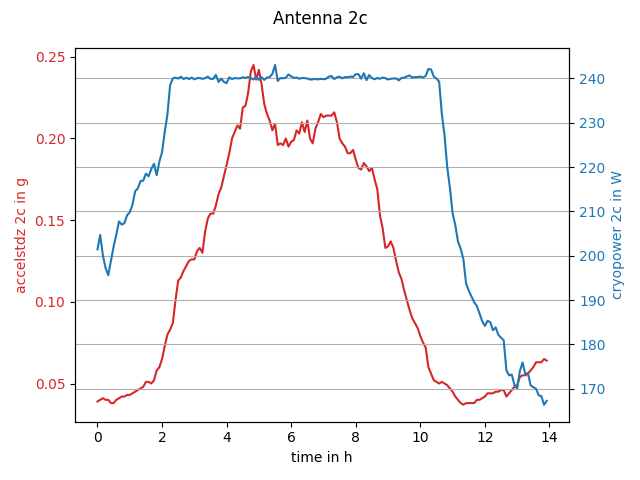 Antenna 2c
accelstdz 2c in g
0.25
0.20
0.15
0.10
0.05
240
230
220
210
200
190
180
170
cryopower 2c in W
0 2 4 6 8 10 12 14
time in h